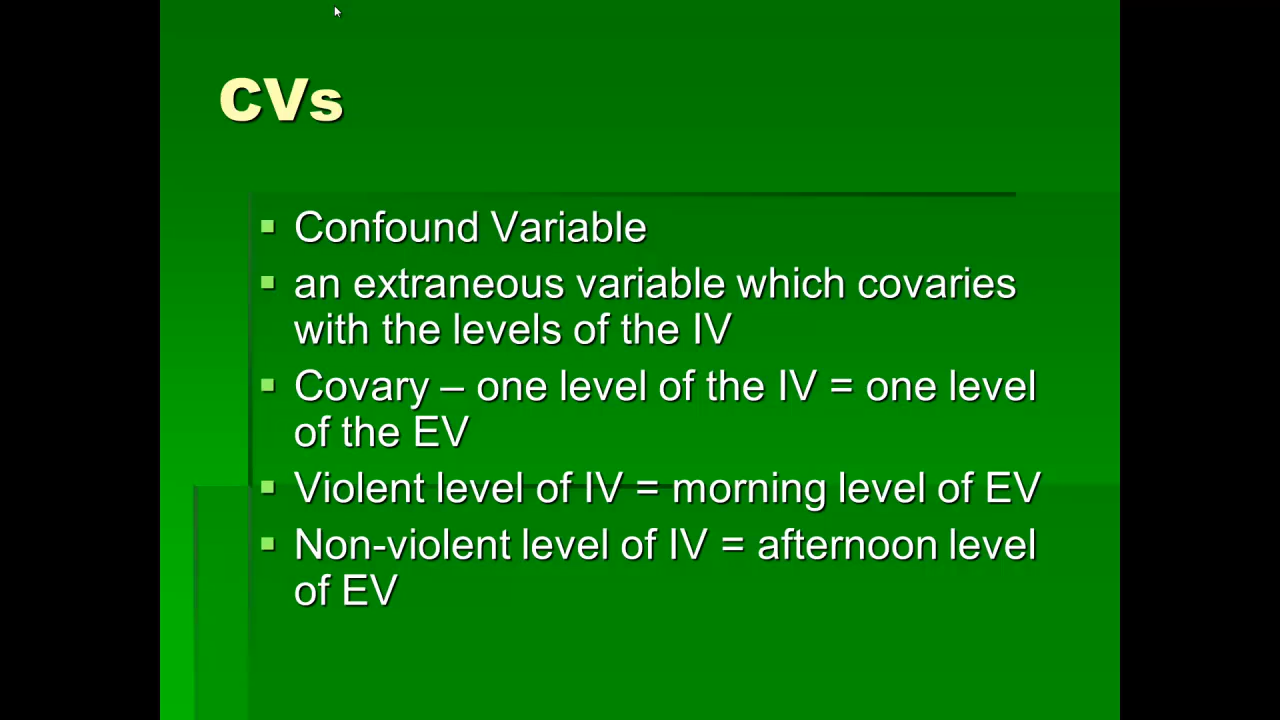 CVs
Confound Variable
an extraneous variable which covaries
with the levels of the IV
Covary – one level of the IV = one level
of the EV
Violent level of IV = morning level of EV
Non-violent level of IV = afternoon level
of EV